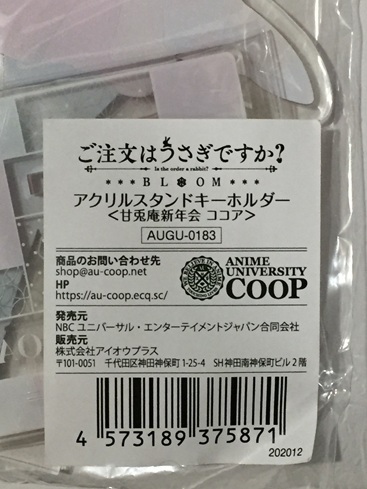 ご注文はうさぎですか?
Is the order a rabbit?
***BL❄OM***
アクリルスタンドキーホルダー
<甘兎庵新年会 ココア>
AUGU-0183
商品のお問い合わせ先
shop@au-coop.net
HP
https://au-coop.ecq.sc/
ANIME
UNIVERSITY
COOP
発売元
NBC ユニバーサル・エンターテイメントジャパン合同会社
販売元
株式会社アイオウプラス
〒101-0051 千代田区神田神保町 1-25-4 SH神田南神保町ビル2階
4 573189 375871
202012